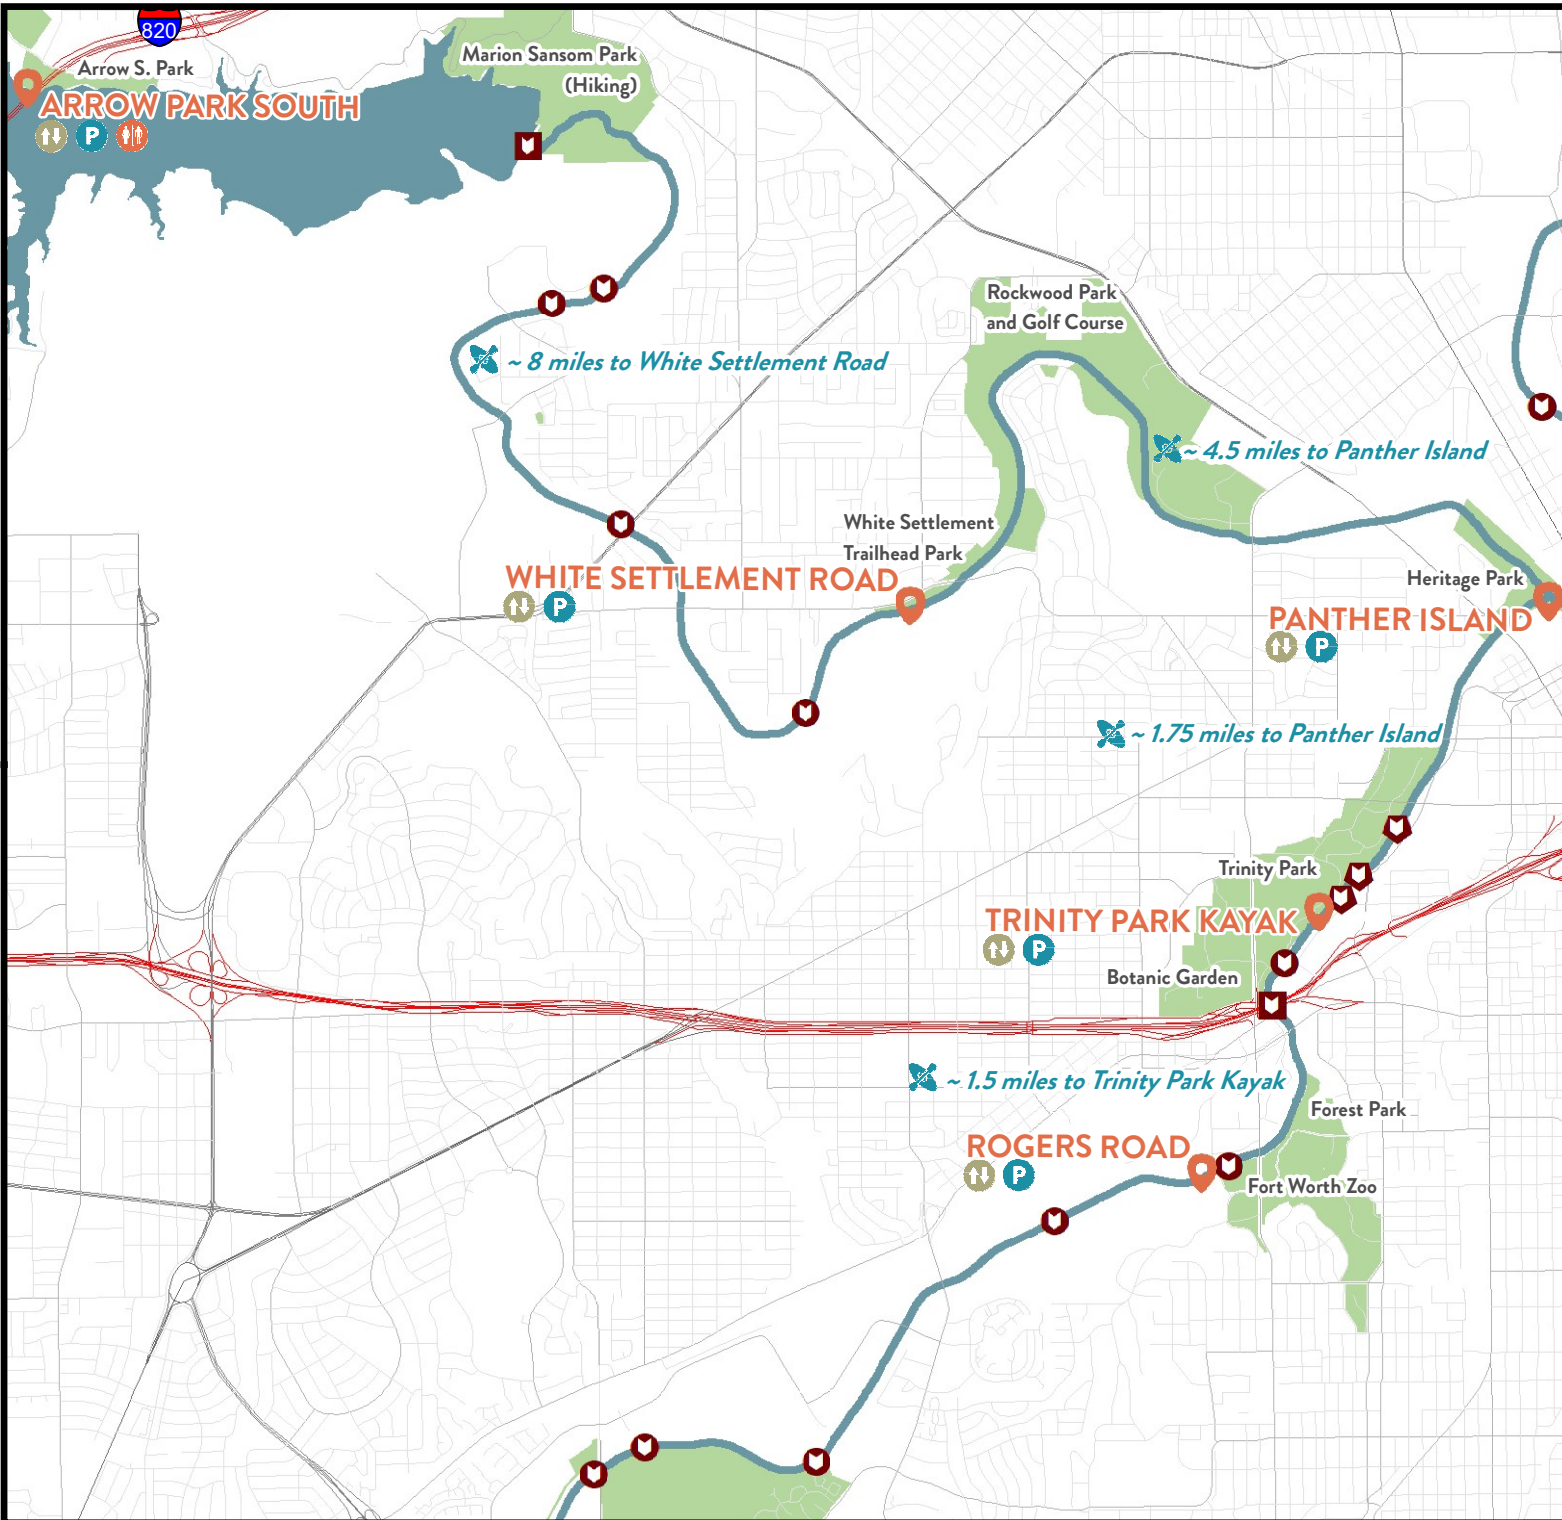 820
Arrow S. Park
ARROW PARK SOUTH
P
Marion Sansom Park
(Hiking)
Rockwood Park
and Golf Course
~ 8 miles to White Settlement Road
~ 4.5 miles to Panther Island
White Settlement
Trailhead Park
WHITE SETTLEMENT ROAD
P
Heritage Park
PANTHER ISLAND
P
~ 1.75 miles to Panther Island
Trinity Park
TRINITY PARK KAYAK
P
Botanic Garden
~ 1.5 miles to Trinity Park Kayak
Forest Park
ROGERS ROAD
P
Fort Worth Zoo